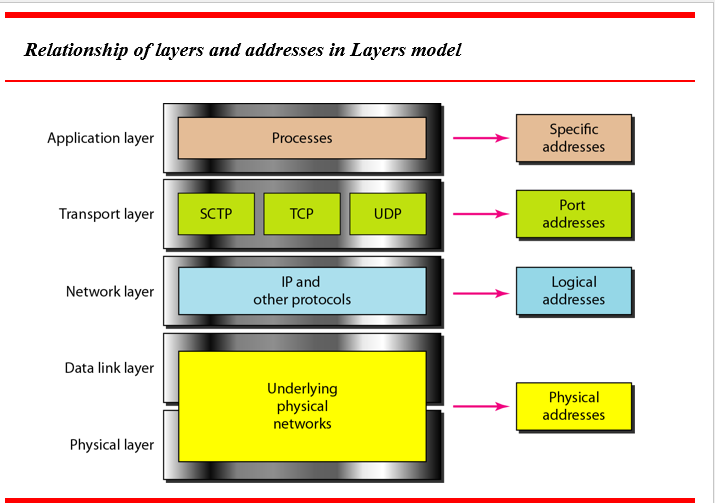 Relationship of layers and addresses in Layers model
Application layer
Processes
Specific
addresses
Transport layer
SCTP
TCP
UDP
Port
addresses
Network layer
IP and
other protocols
Logical
addresses
Data link layer
Underlying
physical
networks
Physical
addresses
Physical layer